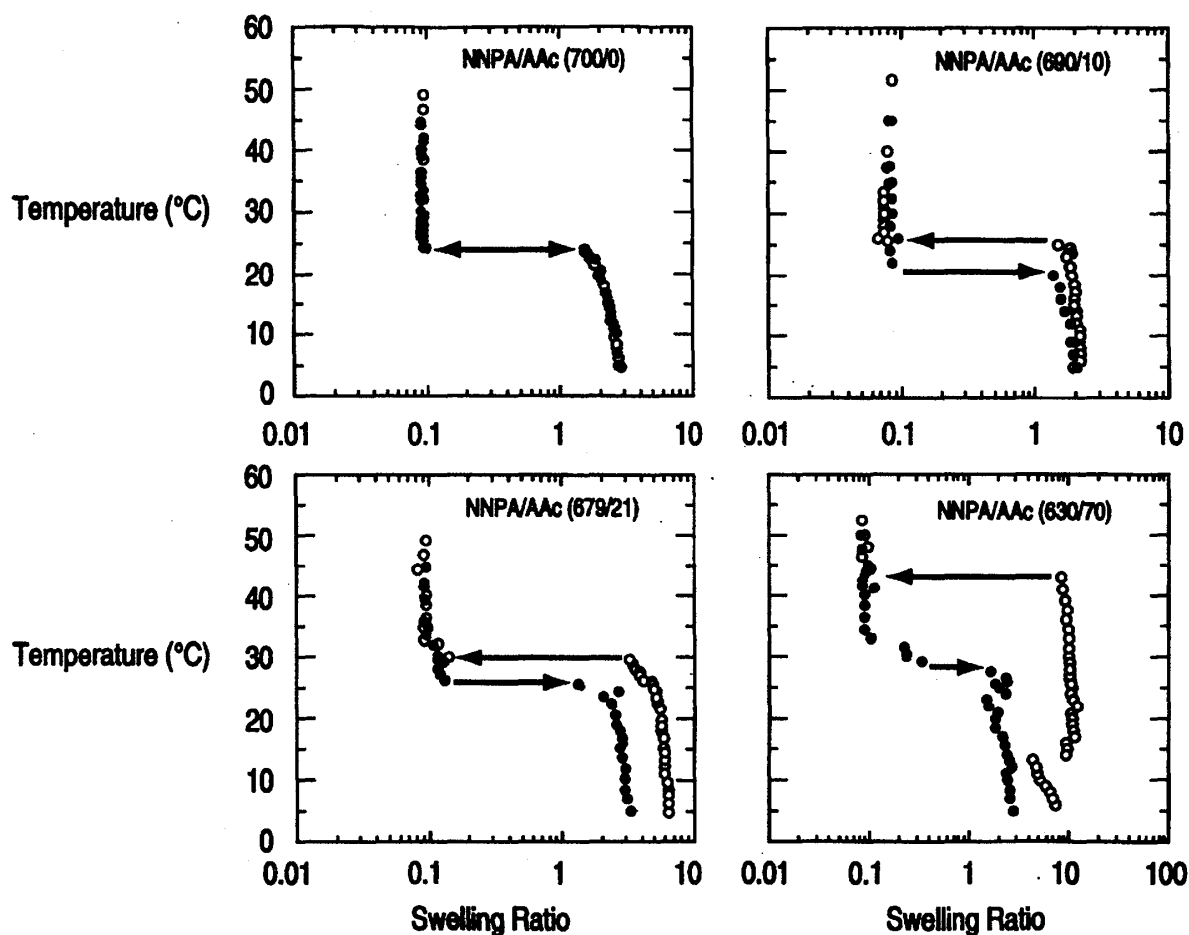 60
50
40
30
20
10
0
Temperature (°C)
NNPA/AAc (700/0)
0.01 0.1 1 10
NNPA/AAc (690/10)
0.01 0.1 1 10
60
50
40
30
20
10
0
Temperature (°C)
NNPA/AAc (679/21)
0.01 0.1 1 10
Swelling Ratio
NNPA/AAc (630/70)
0.01 0.1 1 10 100
Swelling Ratio